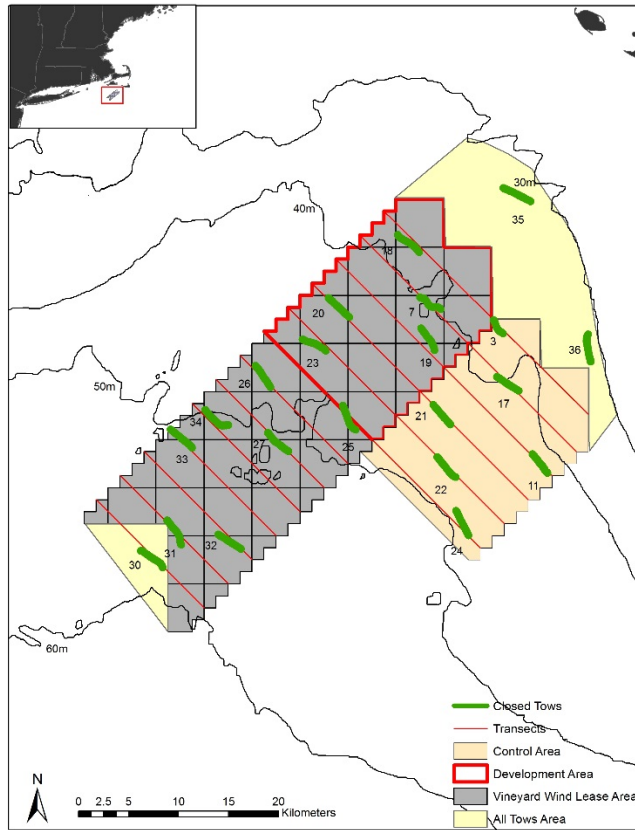 30m
35
40m
18
20
7
3
36
23
19
50m
26
17
21
34
27
25
33
22
11
31
32
24
30
60m
Closed Tows
Transects
Control Area
Development Area
Vineyard Wind Lease Area
All Tows Area
N
0 2.5 5 10 15 20
Kilometers